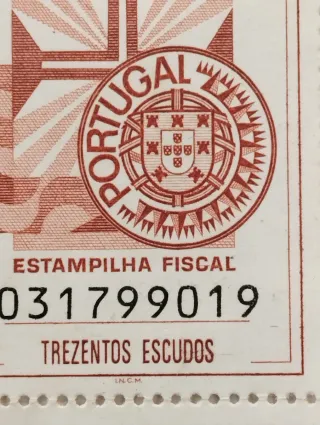 PORTUGAL
ESTAMPILHA FISCAL
031799019
TREZENTOS ESCUDOS
I.N.C.M.